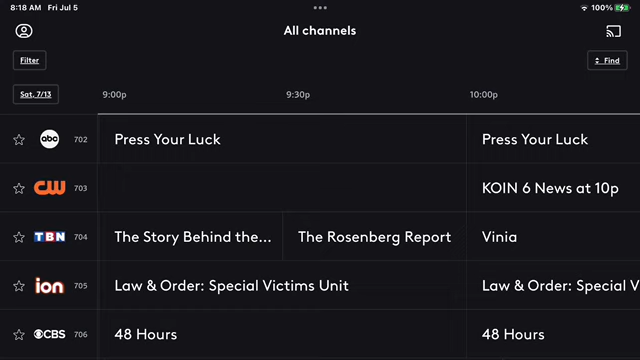 8:18 AM Fri Jul 5
100%
All channels
Filter
Find
Sat, 7/13
9:00p 9:30p 10:00p
abc 702 Press Your Luck Press Your Luck
CW 703 KOIN 6 News at 10p
TBN 704 The Story Behind the... The Rosenberg Report Vinia
ion 705 Law & Order: Special Victims Unit Law & Order: Special V
CBS 706 48 Hours 48 Hours